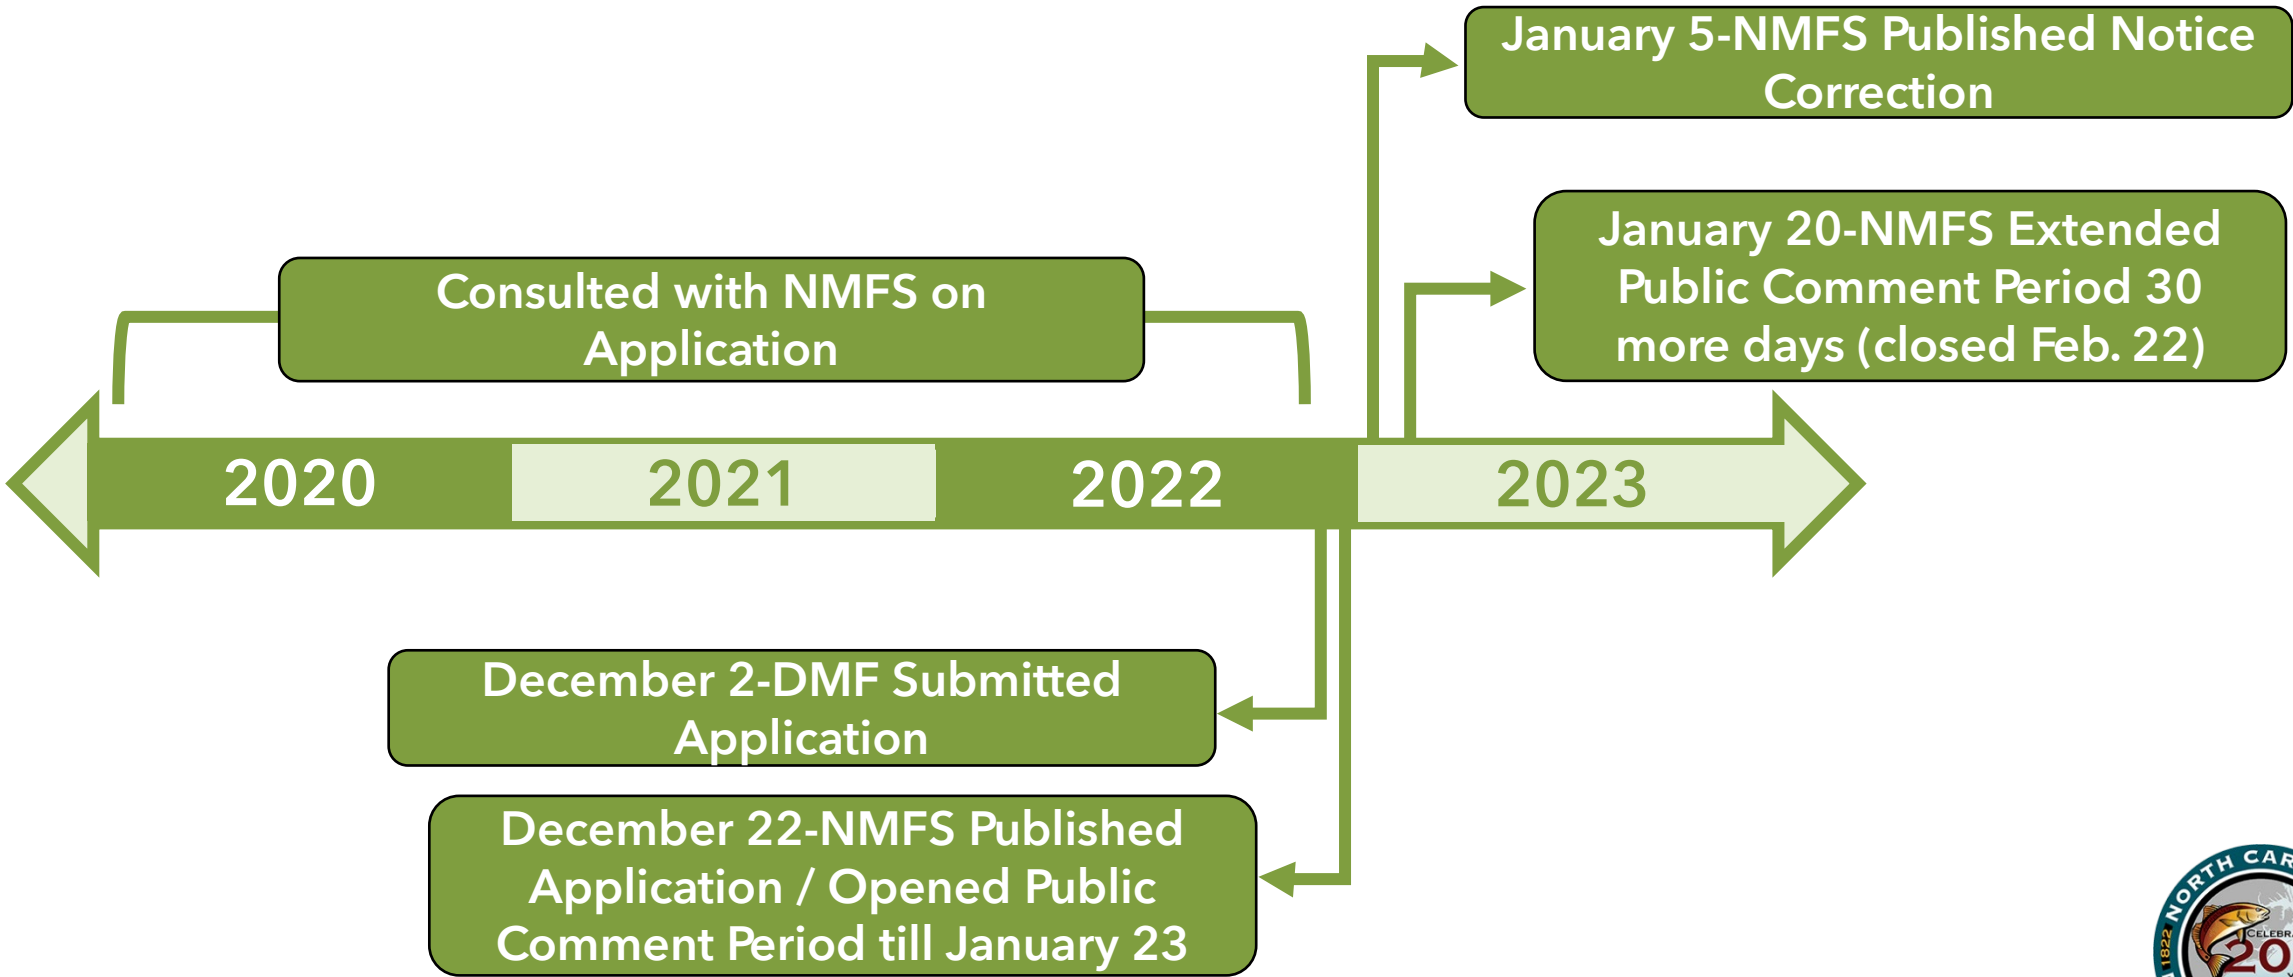 January 5-NMFS Published Notice
Correction
January 20-NMFS Extended
Public Comment Period 30
more days (closed Feb. 22)
Consulted with NMFS on
Application
2020
2021
2022
2023
December 2-DMF Submitted
Application
December 22-NMFS Published
Application / Opened Public
Comment Period till January 23
NORTH
1822